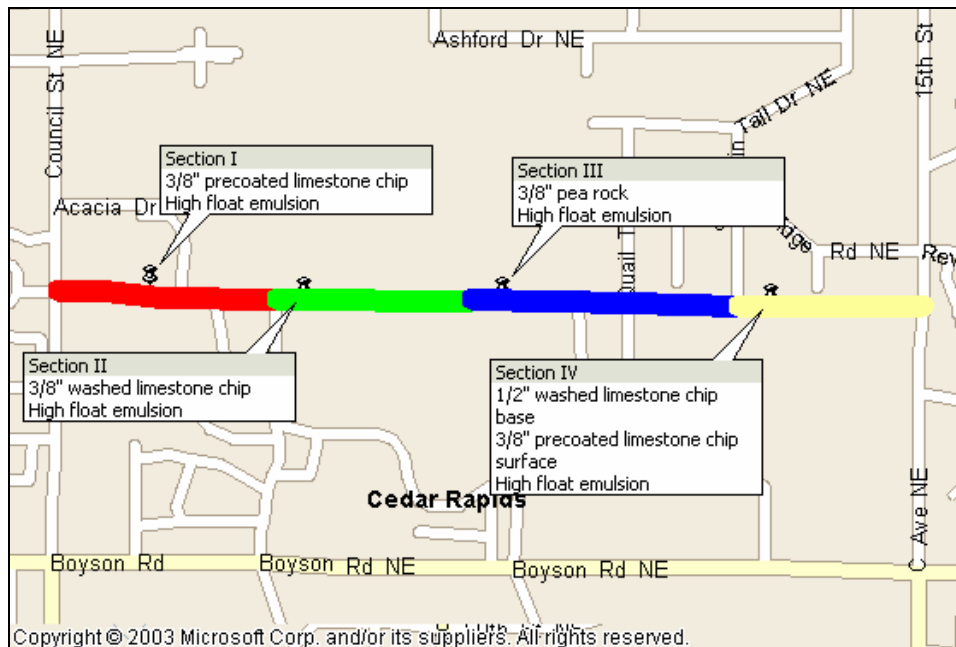 Ashford Dr NE
15th St
Council St NE
Tail Dr NE
Section I
3/8" precoated limestone chip
High float emulsion
Section III
3/8" pea rock
High float emulsion
Acacia Dr
Rd NE
Section II
3/8" washed limestone chip
High float emulsion
Section IV
1/2" washed limestone chip
base
3/8" precoated limestone chip
surface
High float emulsion
Cedar Rapids
C Ave NE
Boyson Rd
Boyson Rd NE
Boyson Rd NE
Copyright © 2003 Microsoft Corp. and/or its suppliers. All rights reserved.